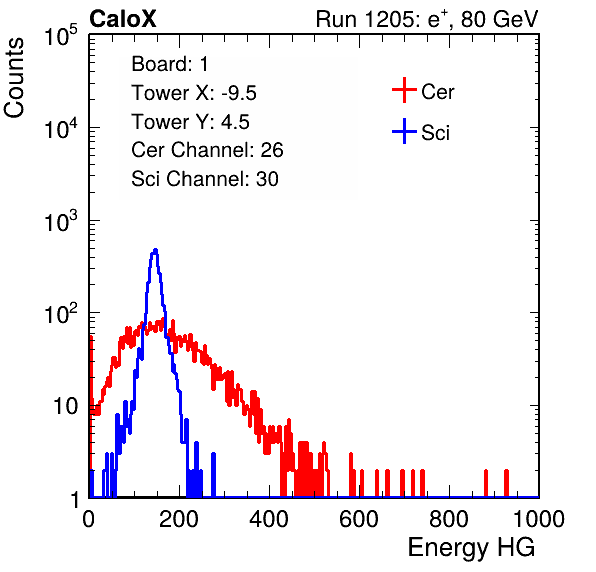 CaloX Run 1205: e⁺, 80 GeV
Counts
Board: 1
Tower X: -9.5
Tower Y: 4.5
Cer Channel: 26
Sci Channel: 30
Cer
Sci
10⁵
10⁴
10³
10²
10
1
0 200 400 600 800 1000
Energy HG